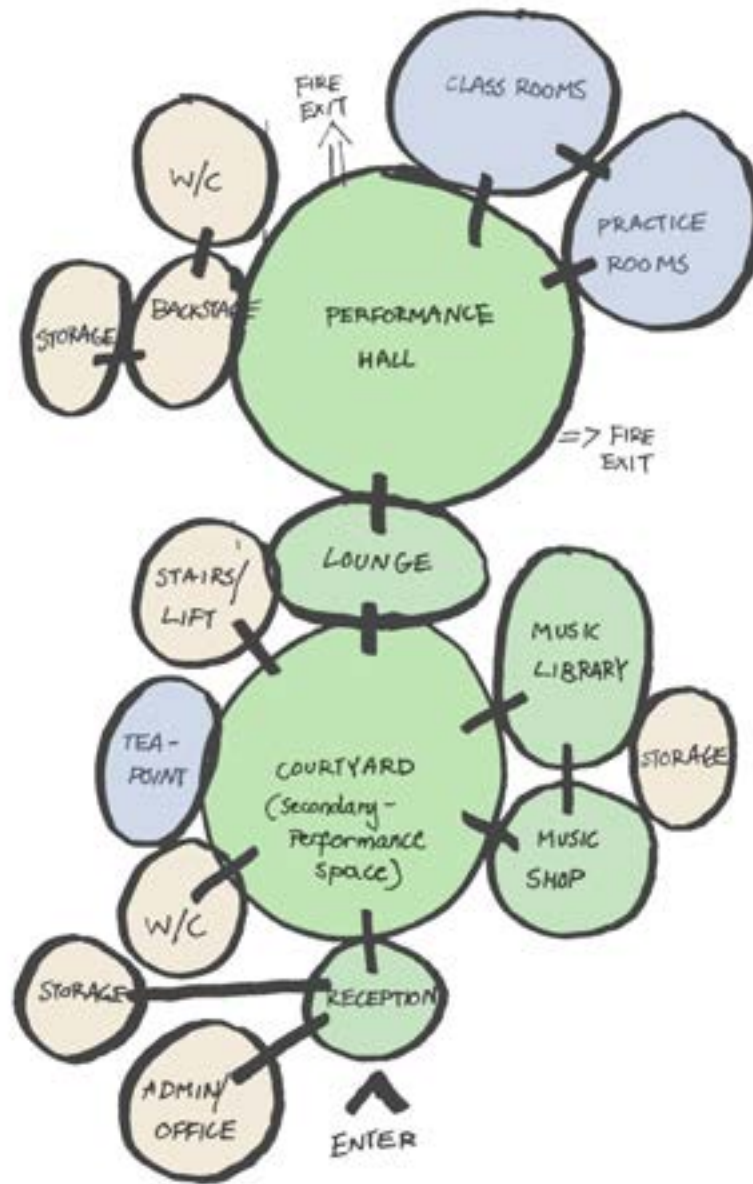 FIRE
EXIT
CLASS ROOMS
W/C
PRACTICE
ROOMS
STORAGE
BACKSTAGE
PERFORMANCE
HALL
=> FIRE
EXIT
LOUNGE
STAIRS/
LIFT
MUSIC
LIBRARY
TEA-
POINT
STORAGE
COURTYARD
(Secondary-
Performance
space)
MUSIC
SHOP
W/C
STORAGE
RECEPTION
ADMIN/
OFFICE
ENTER